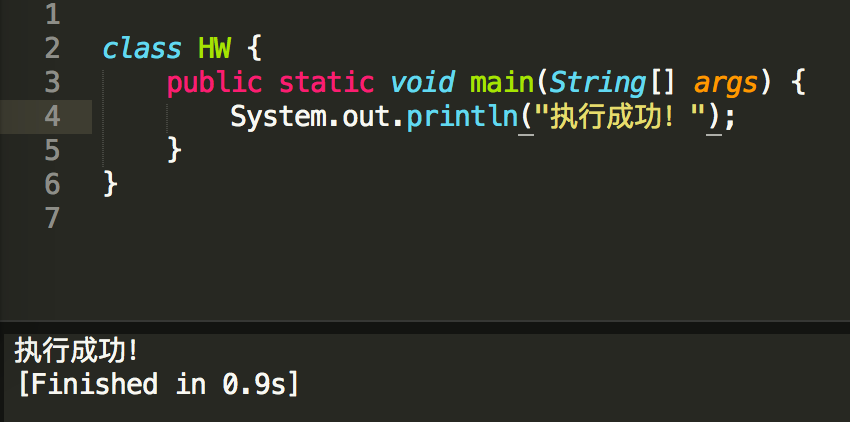 1
2 class HW {
3 public static void main(String[] args) {
4 System.out.println("执行成功！");
5 }
6 }
7
执行成功！
[Finished in 0.9s]